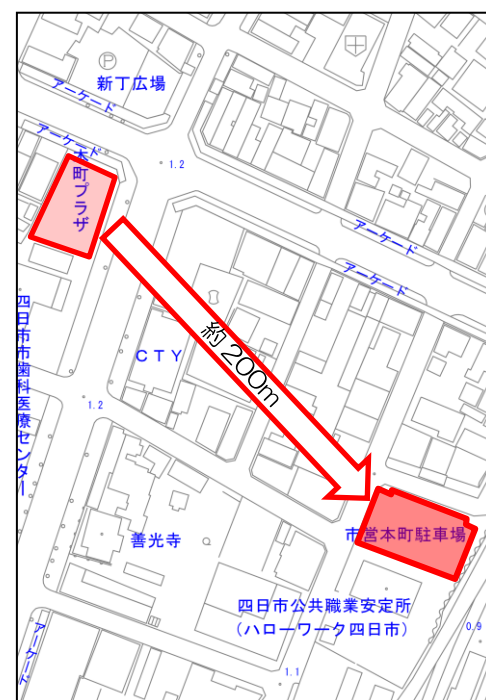 Ⓟ
新丁広場
アーケード
アーケード
本町プラザ
1.2
アーケード
アーケード
四日市市歯科医療センター
約200m
CTY
1.2
市営本町駐車場
善光寺
四日市公共職業安定所
(ハローワーク四日市)
0.9
アーケード
1.1